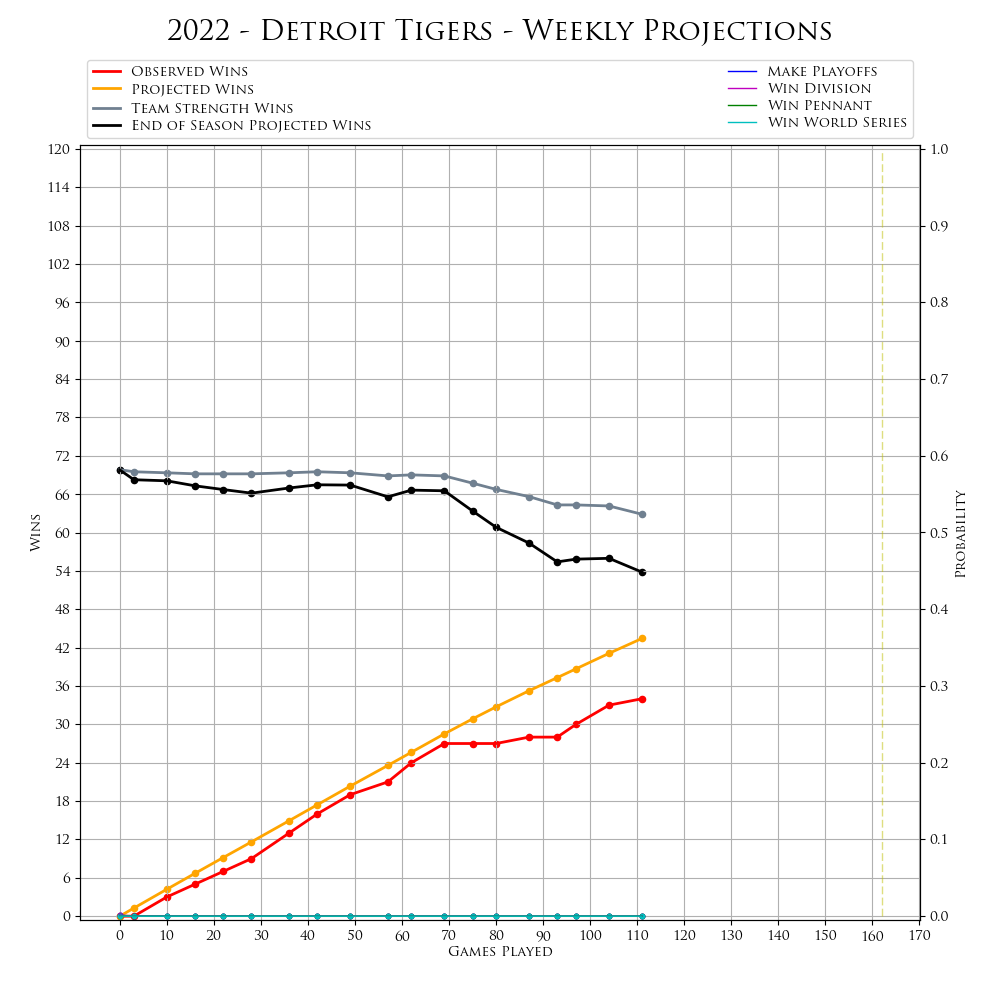 2022 - Detroit Tigers - Weekly Projections
Observed Wins
Projected Wins
Team Strength Wins
End of Season Projected Wins
Make Playoffs
Win Division
Win Pennant
Win World Series
120
114
108
102
96
90
84
78
72
66
60
54
48
42
36
30
24
18
12
6
0
Wins
1.0
0.9
0.8
0.7
0.6
0.5
0.4
0.3
0.2
0.1
0.0
Probability
0 10 20 30 40 50 60 70 80 90 100 110 120 130 140 150 160 170
Games Played